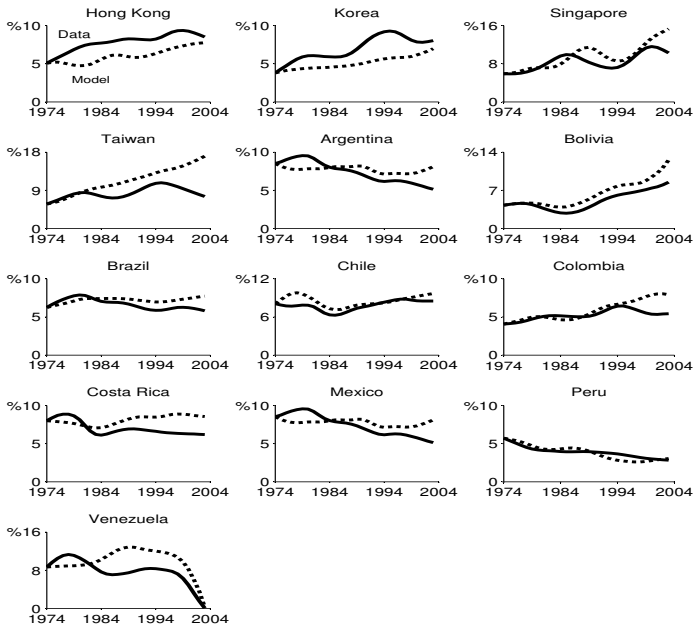 Hong Kong
%10
Data
5
Model
0
1974 1984 1994 2004
Korea
%10
5
0
1974 1984 1994 2004
Singapore
%16
8
0
1974 1984 1994 2004
Taiwan
%18
9
0
1974 1984 1994 2004
Argentina
%10
5
0
1974 1984 1994 2004
Bolivia
%14
7
0
1974 1984 1994 2004
Brazil
%10
5
0
1974 1984 1994 2004
Chile
%12
6
0
1974 1984 1994 2004
Colombia
%10
5
0
1974 1984 1994 2004
Costa Rica
%10
5
0
1974 1984 1994 2004
Mexico
%10
5
0
1974 1984 1994 2004
Peru
%10
5
0
1974 1984 1994 2004
Venezuela
%16
8
0
1974 1984 1994 2004